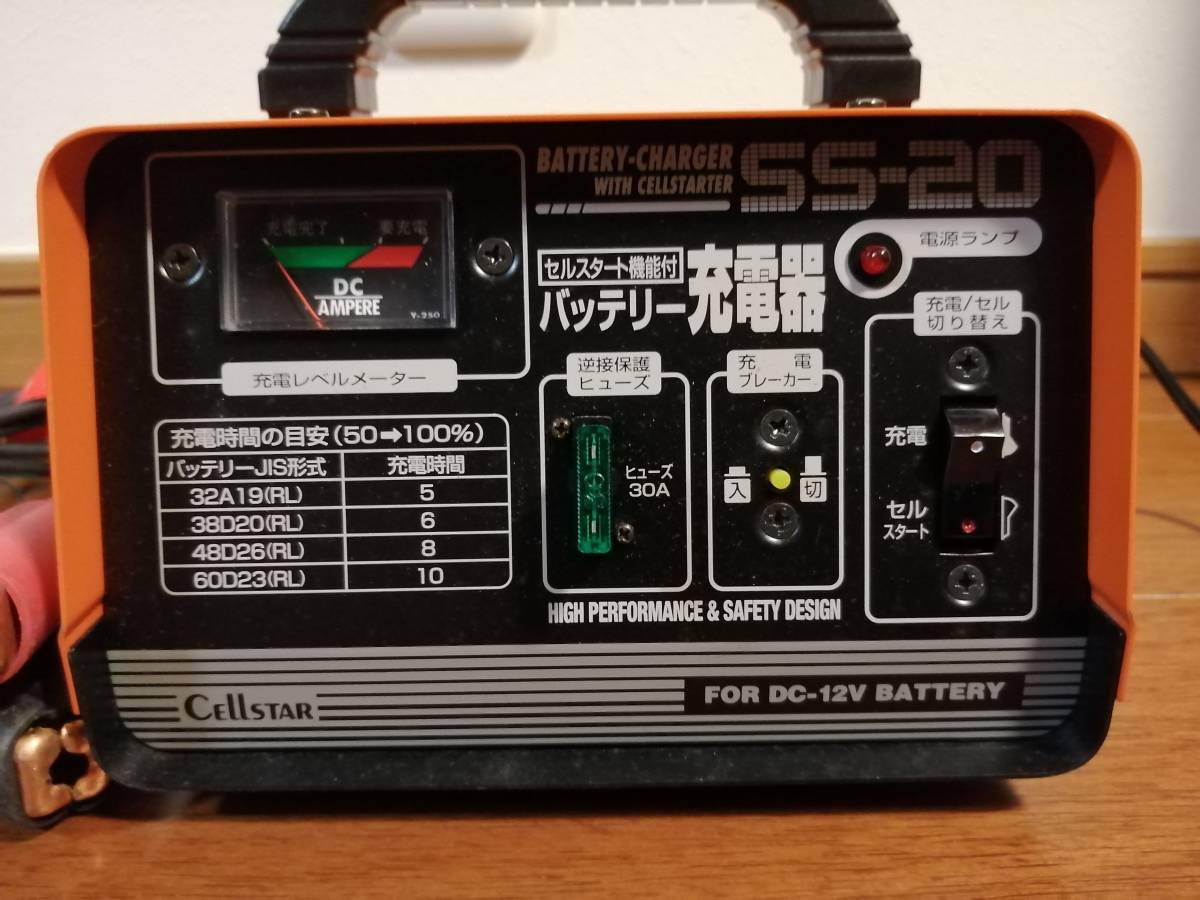 BATTERY-CHARGER
WITH CELLSTARTER
SS-20
充電完了 要充電
DC
AMPERE
Y-250
充電レベルメーター
セルスタート機能付
バッテリー充電器
電源ランプ
充電/セル
切り替え
充電
セル
スタート
逆接保護
ヒューズ
ヒューズ
30A
充電
ブレーカー
入 切
充電時間の目安(50➡100%)
バッテリーJIS形式 充電時間
32A19(RL) 5
38D20(RL) 6
48D26(RL) 8
60D23(RL) 10
HIGH PERFORMANCE & SAFETY DESIGN
CELLSTAR
FOR DC-12V BATTERY